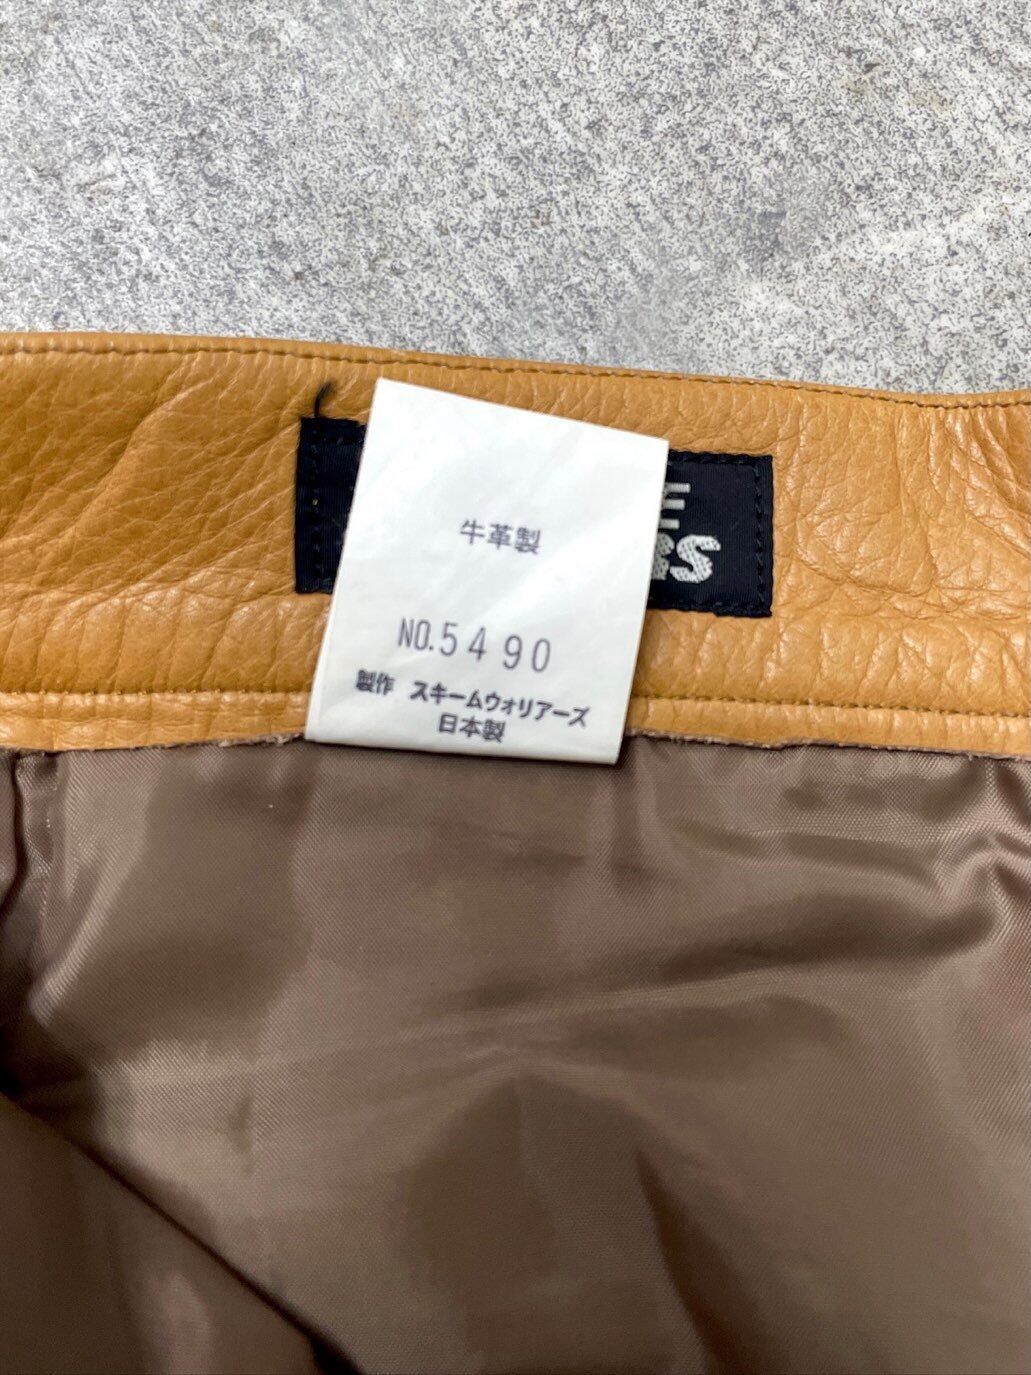 牛革製
NO.5490
製作 スキームウォリアーズ
日本製